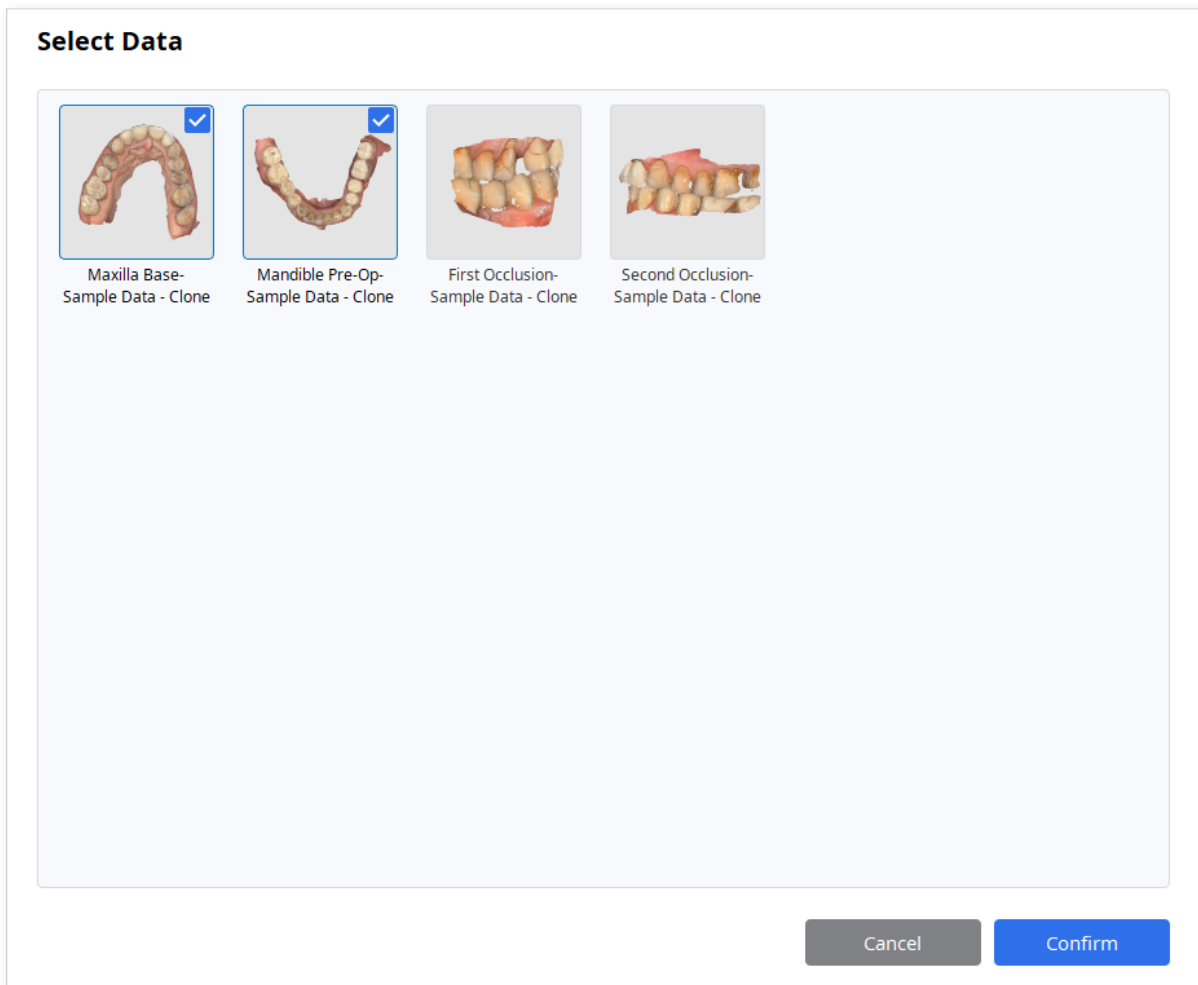 Select Data
Maxilla Base-
Sample Data - Clone
Mandible Pre-Op-
Sample Data - Clone
First Occlusion-
Sample Data - Clone
Second Occlusion-
Sample Data - Clone
Cancel
Confirm